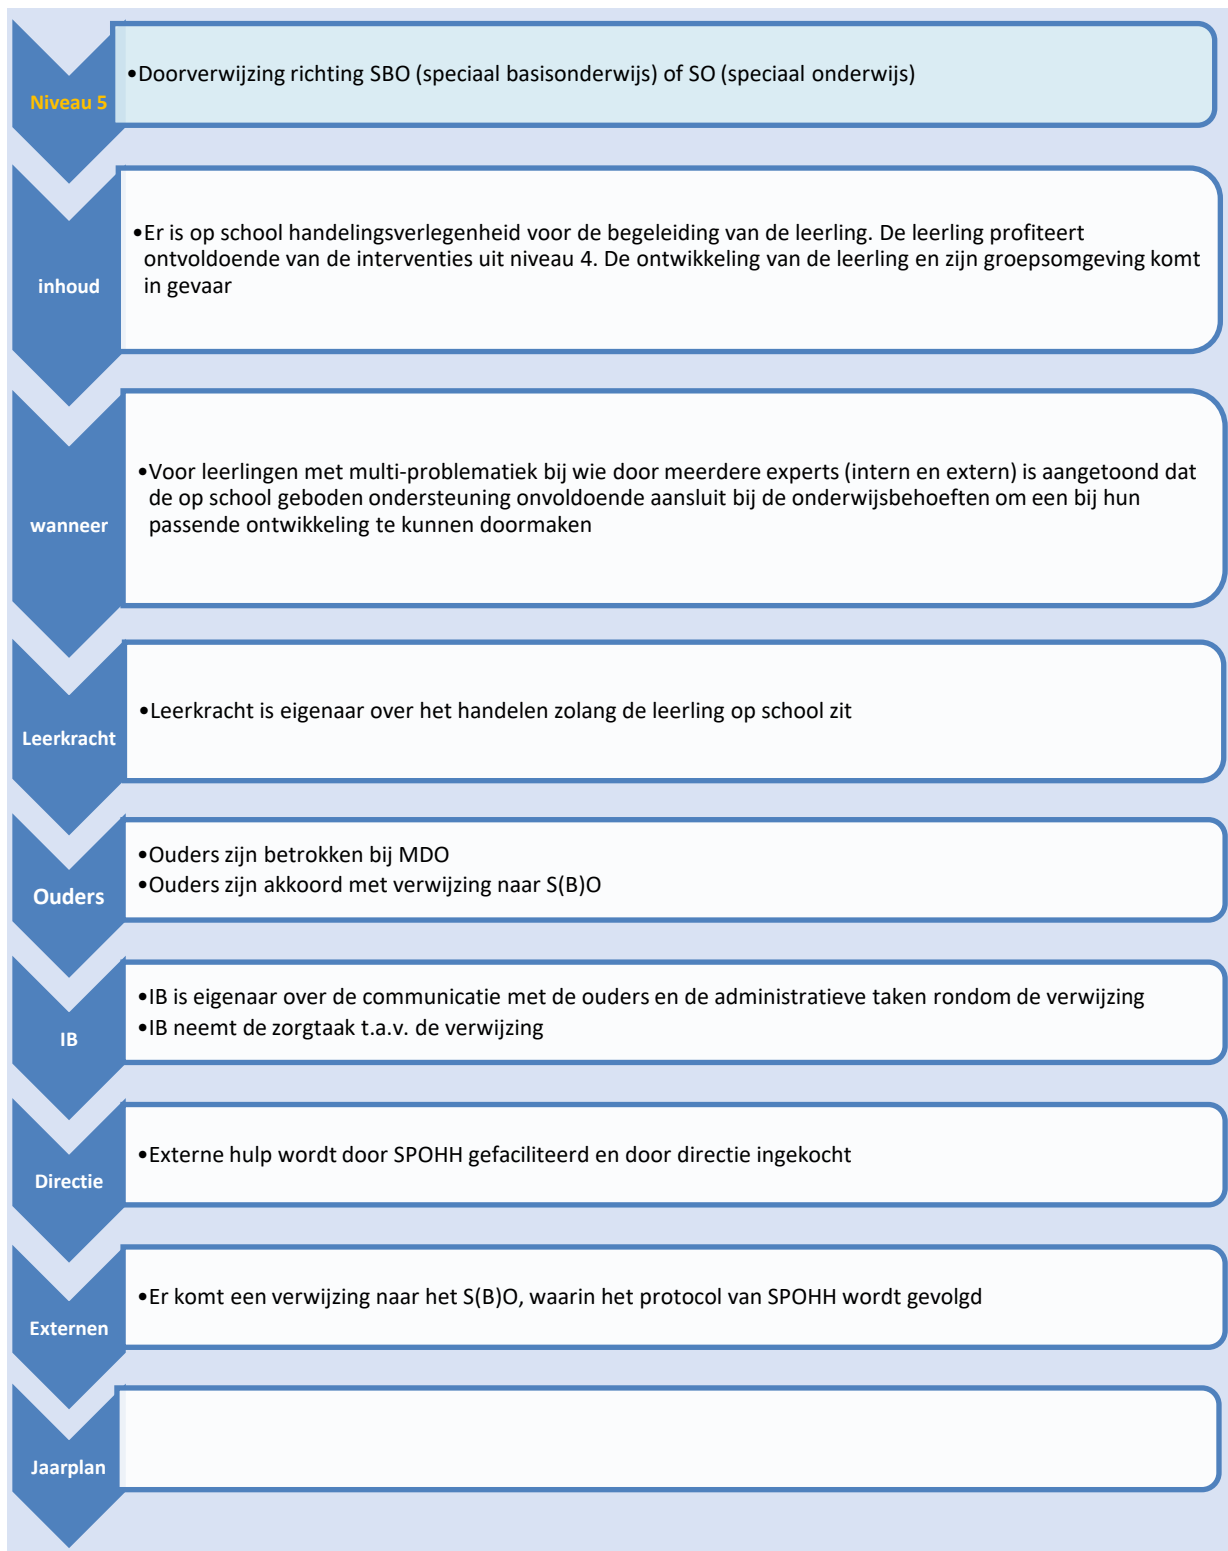 Niveau 5
•Doorverwijzing richting SBO (speciaal basisonderwijs) of SO (speciaal onderwijs)
inhoud
•Er is op school handelingsverlegenheid voor de begeleiding van de leerling. De leerling profiteert
ontvoldoende van de interventies uit niveau 4. De ontwikkeling van de leerling en zijn groepsomgeving komt
in gevaar
wanneer
•Voor leerlingen met multi-problematiek bij wie door meerdere experts (intern en extern) is aangetoond dat
de op school geboden ondersteuning onvoldoende aansluit bij de onderwijsbehoeften om een bij hun
passende ontwikkeling te kunnen doormaken
Leerkracht
•Leerkracht is eigenaar over het handelen zolang de leerling op school zit
Ouders
•Ouders zijn betrokken bij MDO
•Ouders zijn akkoord met verwijzing naar S(B)O
IB
•IB is eigenaar over de communicatie met de ouders en de administratieve taken rondom de verwijzing
•IB neemt de zorgtaak t.a.v. de verwijzing
Directie
•Externe hulp wordt door SPOHH gefaciliteerd en door directie ingekocht
Externen
•Er komt een verwijzing naar het S(B)O, waarin het protocol van SPOHH wordt gevolgd
Jaarplan